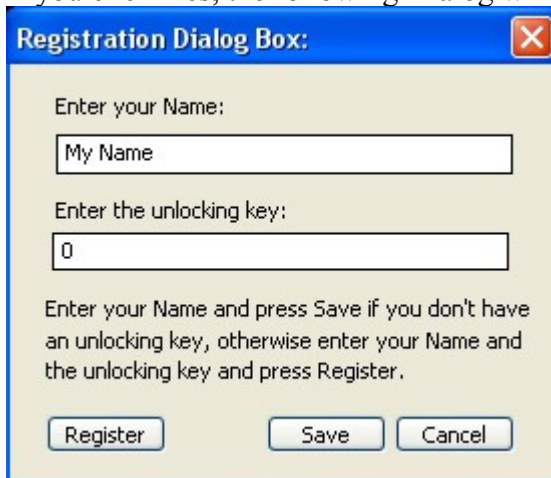 Registration Dialog Box:
Enter your Name:
My Name
Enter the unlocking key:
0
Enter your Name and press Save if you don't have
an unlocking key, otherwise enter your Name and
the unlocking key and press Register.
Register Save Cancel